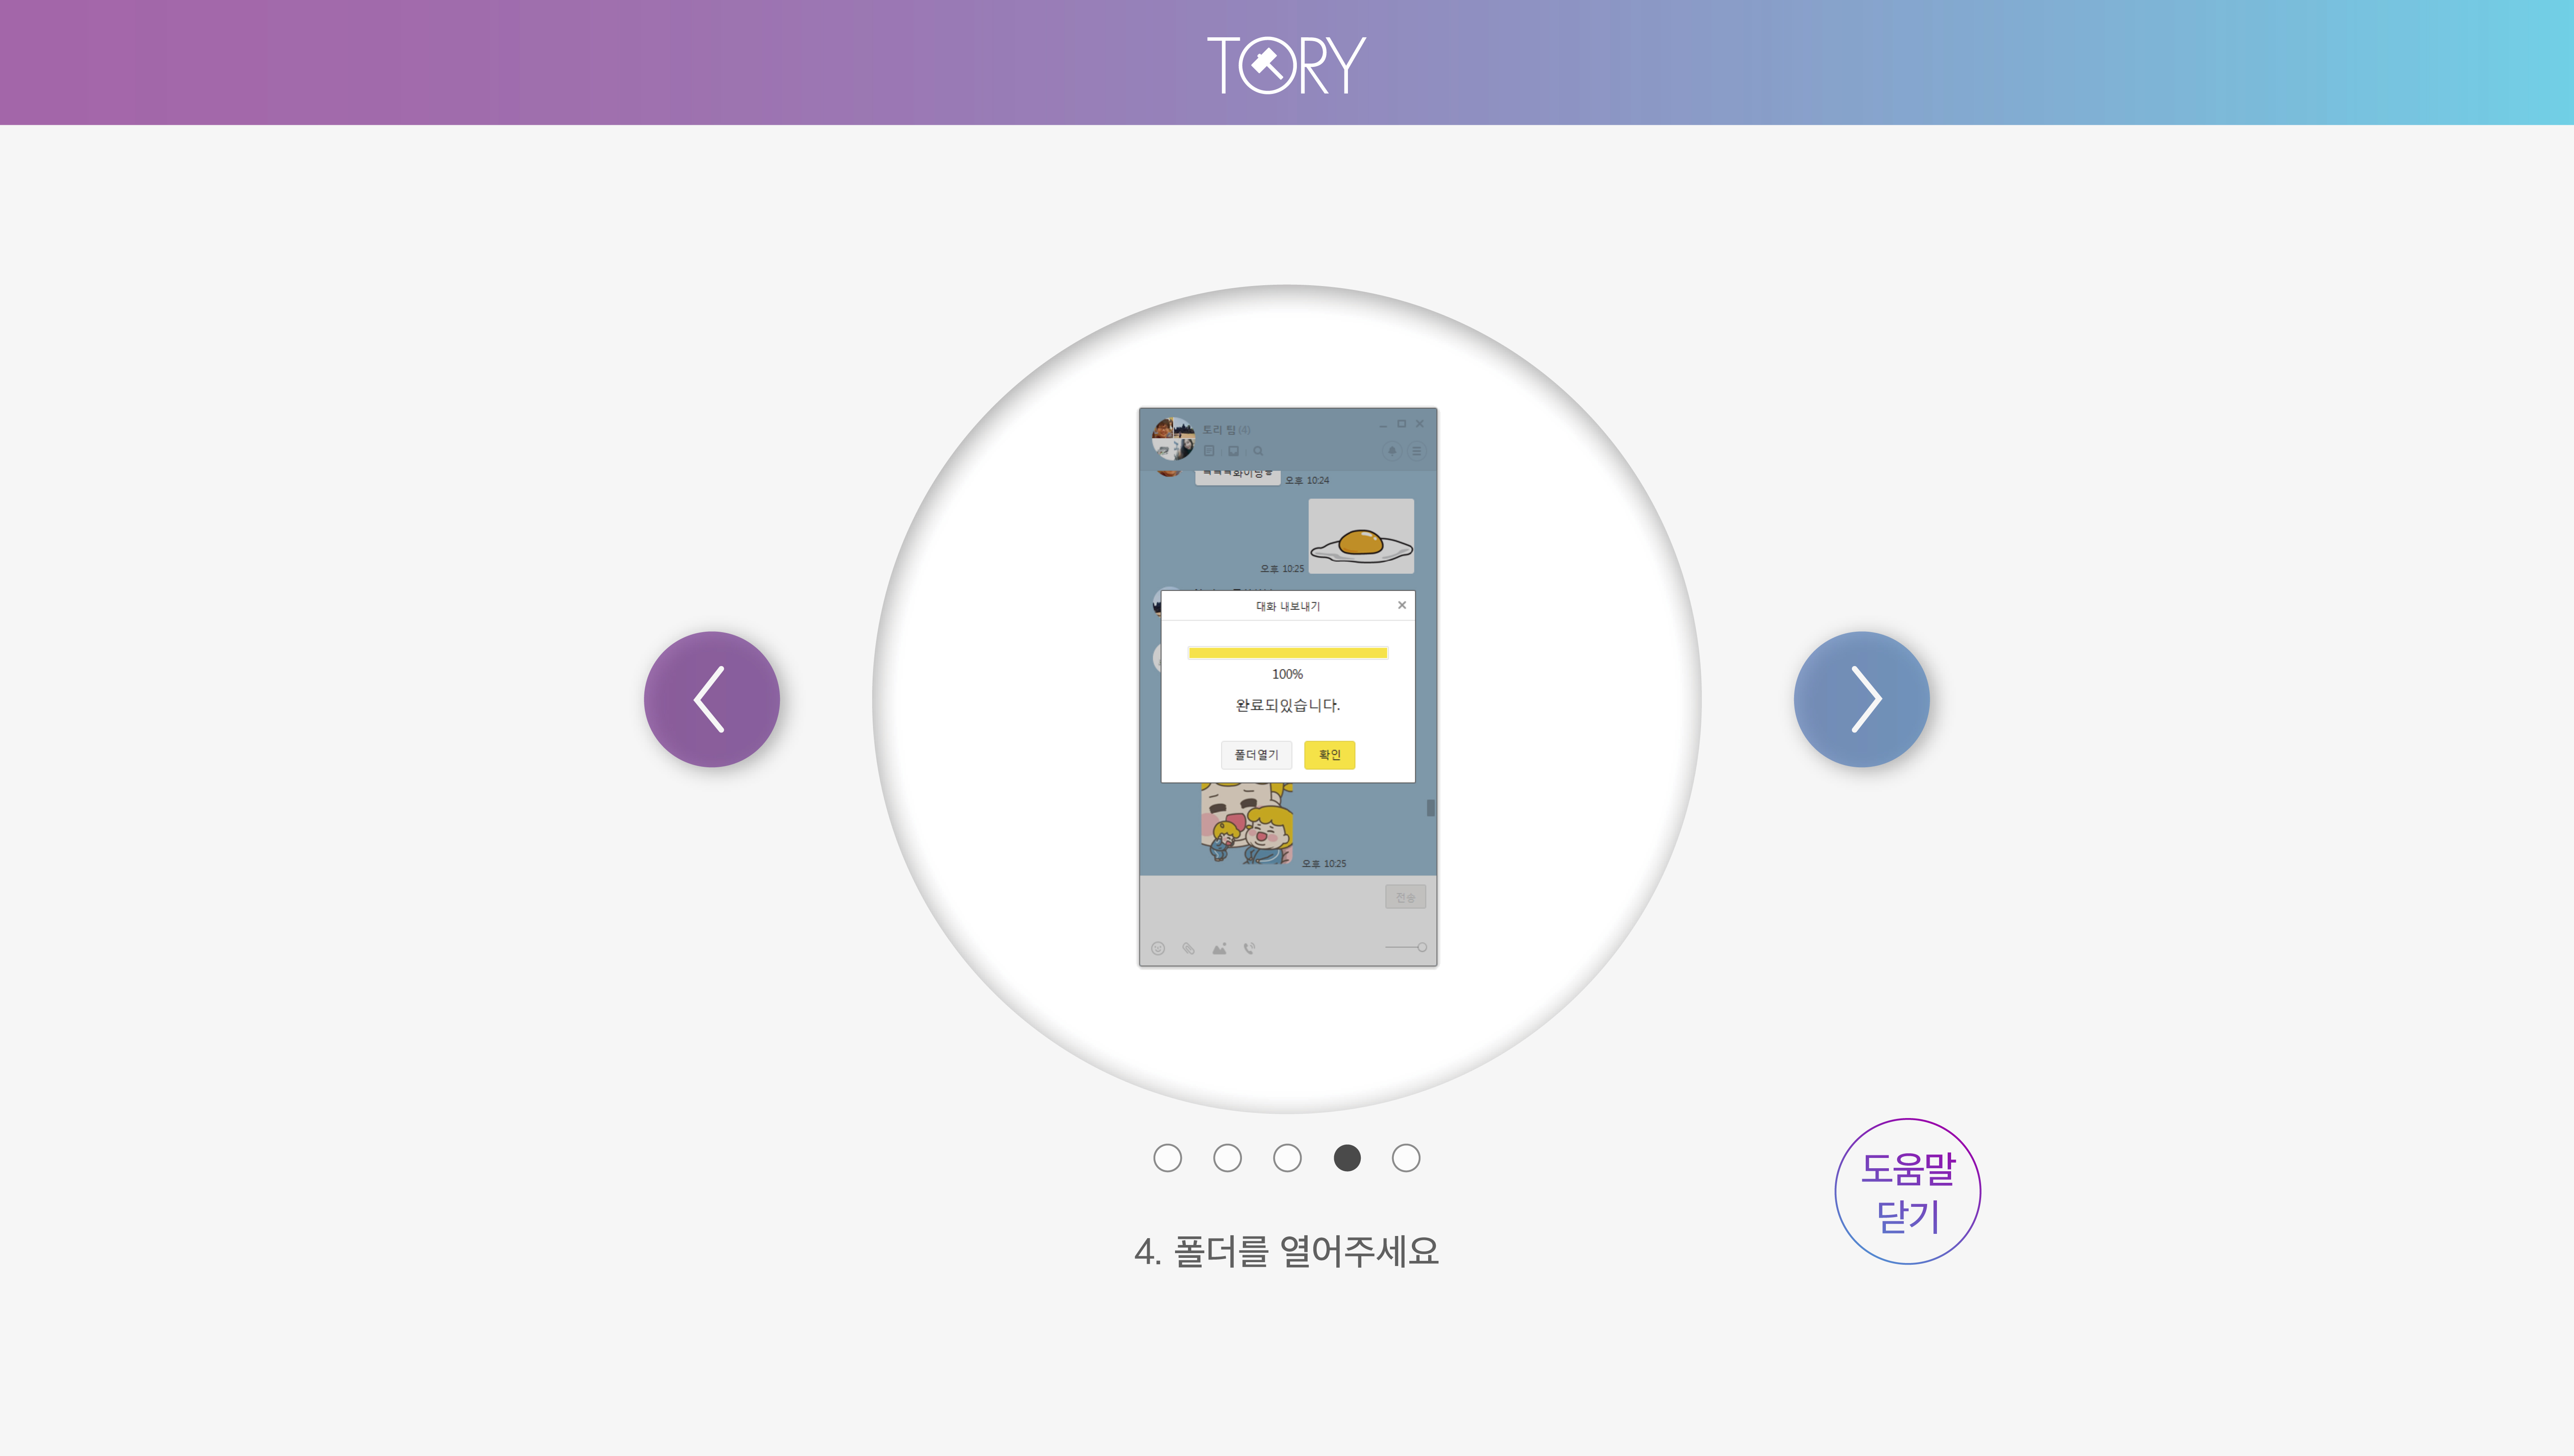 TORY
토리 팀 (4)
오후 10:24
오후 10:25
대화 내보내기
100%
완료되있습니다.
폴더열기 확인
오후 10:25
전송
4. 폴더를 열어주세요
도움말
닫기